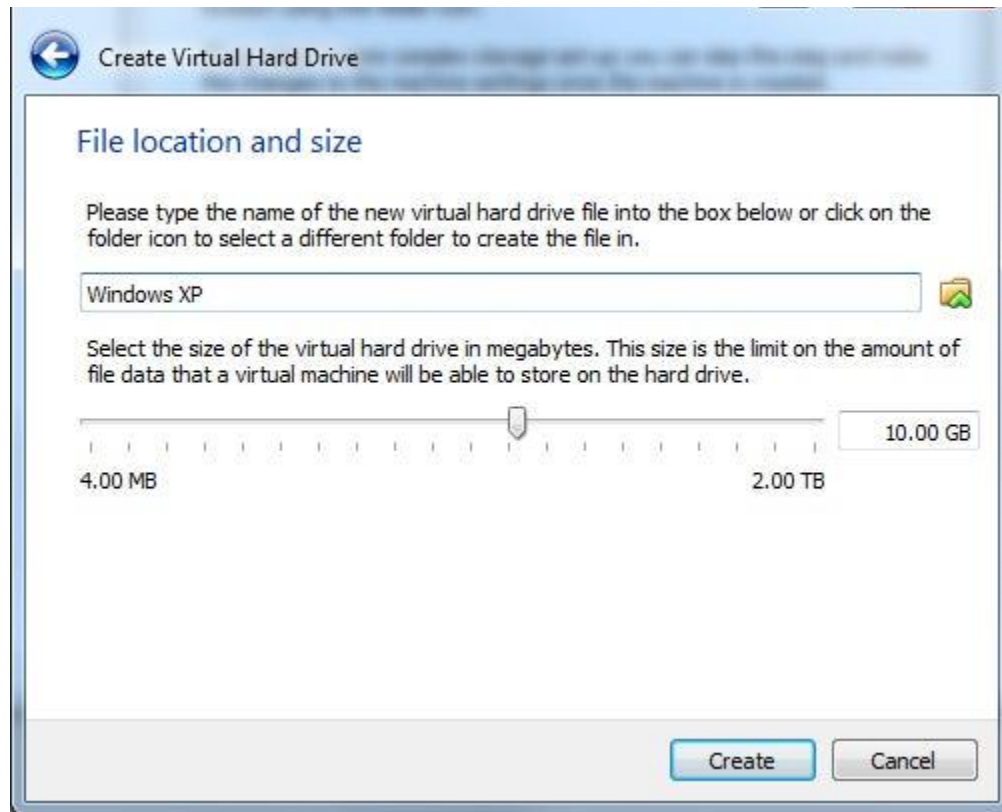 Create Virtual Hard Drive
File location and size
Please type the name of the new virtual hard drive file into the box below or click on the
folder icon to select a different folder to create the file in.
Windows XP
Select the size of the virtual hard drive in megabytes. This size is the limit on the amount of
file data that a virtual machine will be able to store on the hard drive.
10.00 GB
4.00 MB 2.00 TB
Create Cancel